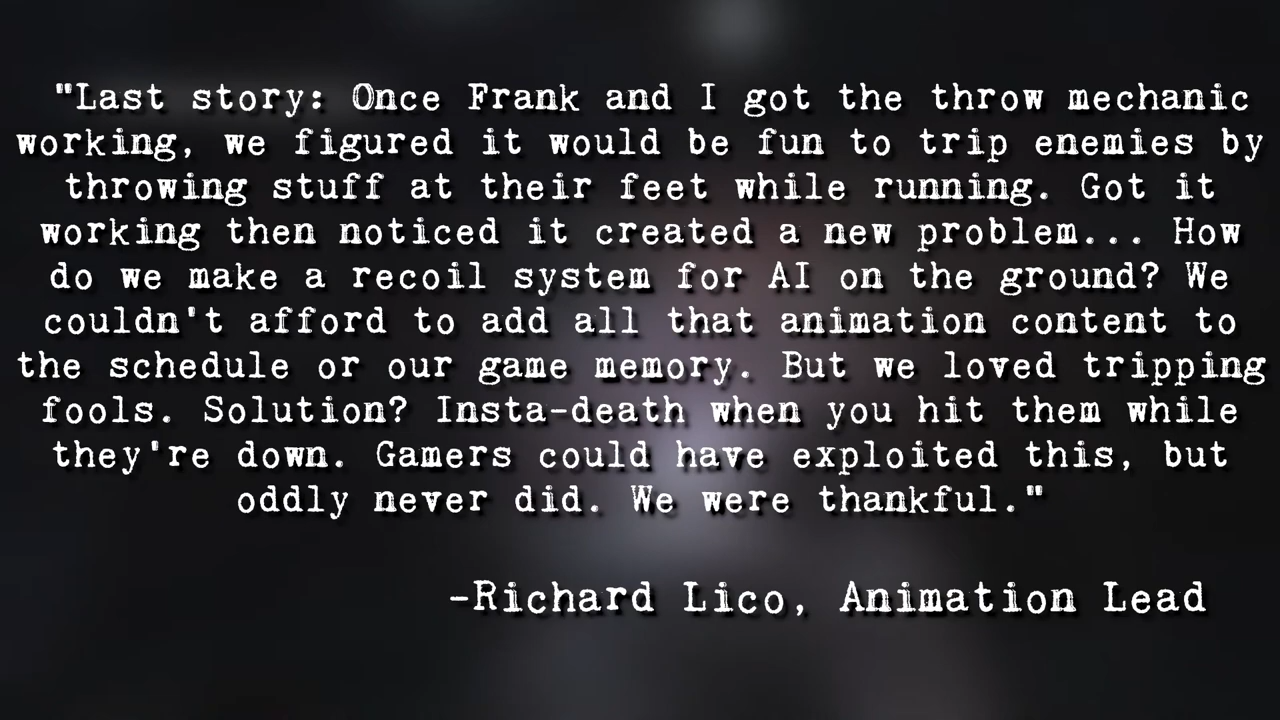 "Last story: Once Frank and I got the throw mechanic
working, we figured it would be fun to trip enemies by
throwing stuff at their feet while running. Got it
working then noticed it created a new problem... How
do we make a recoil system for AI on the ground? We
couldn't afford to add all that animation content to
the schedule or our game memory. But we loved tripping
fools. Solution? Insta-death when you hit them while
they're down. Gamers could have exploited this, but
oddly never did. We were thankful."
-Richard Lico, Animation Lead